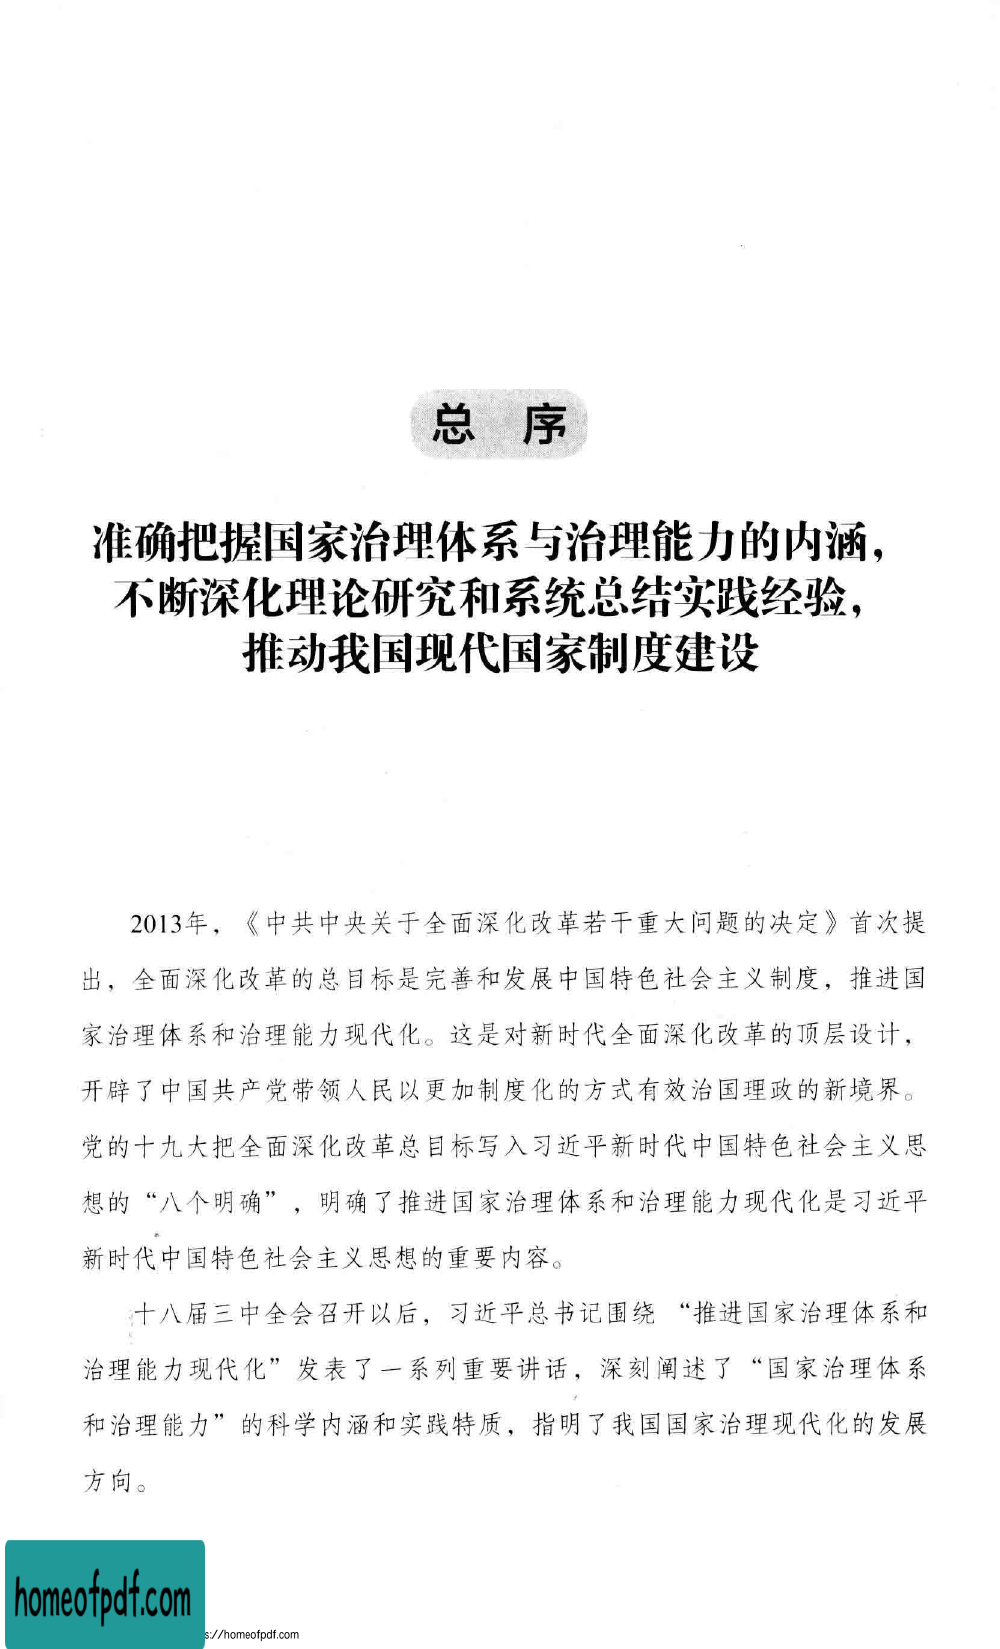 总 序
准确把握国家治理体系与治理能力的内涵，
不断深化理论研究和系统总结实践经验，
推动我国现代国家制度建设
2013年，《中共中央关于全面深化改革若干重大问题的决定》首次提
出，全面深化改革的总目标是完善和发展中国特色社会主义制度，推进国
家治理体系和治理能力现代化。这是对新时代全面深化改革的顶层设计，
开辟了中国共产党带领人民以更加制度化的方式有效治国理政的新境界。
党的十九大把全面深化改革总目标写入习近平新时代中国特色社会主义思
想的“八个明确”，明确了推进国家治理体系和治理能力现代化是习近平
新时代中国特色社会主义思想的重要内容。
十八届三中全会召开以后，习近平总书记围绕“推进国家治理体系和
治理能力现代化”发表了一系列重要讲话，深刻阐述了“国家治理体系
和治理能力”的科学内涵和实践特质，指明了我国国家治理现代化的发展
方向。
homeofpdf.com
s://homeofpdf.com